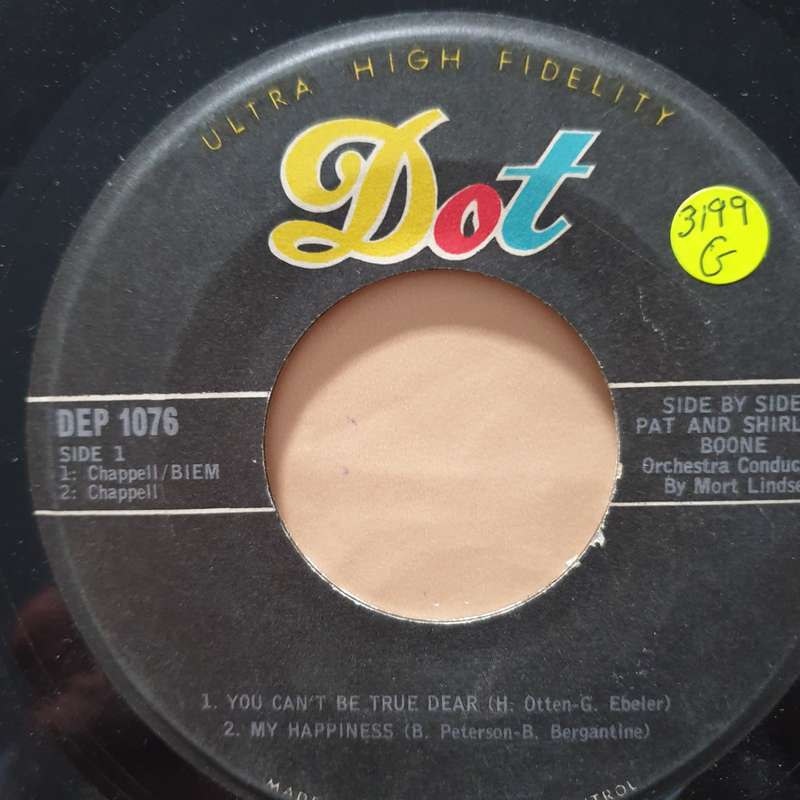 ULTRA HIGH FIDELITY
Dot
3199
G
DEP 1076
SIDE 1
1: Chappell/BIEM
2: Chappell
SIDE BY SIDE
PAT AND SHIRL
BOONE
Orchestra Conduc
By Mort Lindse
1. YOU CAN'T BE TRUE DEAR (H. Otten-G. Ebeler)
2. MY HAPPINESS (B. Peterson-B. Bergantine)